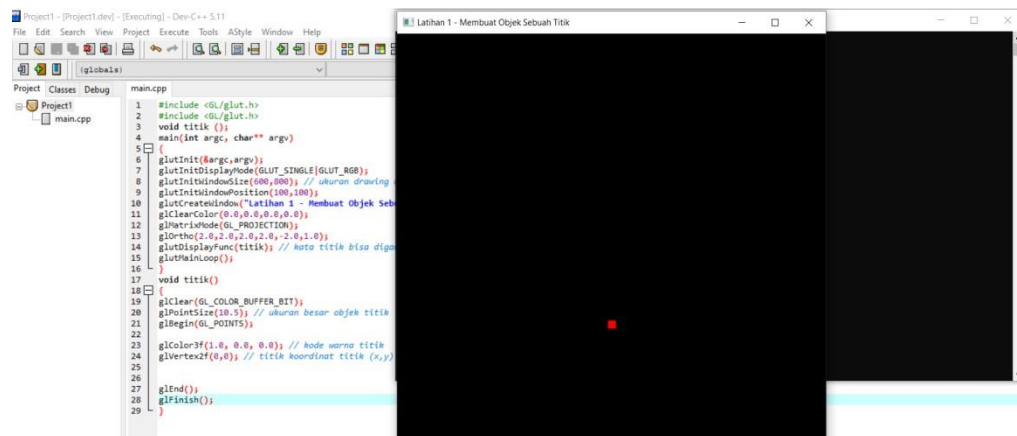 Project1 - [Project1.dev] - [Executing] - Dev-C++ 5.11
File Edit Search View Project Execute Tools AStyle Window Help
(globals)
Project Classes Debug
Project1
main.cpp
main.cpp
1 #include <GL/glut.h>
2 #include <GL/glut.h>
3 void titik ();
4 main(int argc, char** argv)
5 {
6 glutInit(&argc,argv);
7 glutInitDisplayMode(GLUT_SINGLE|GLUT_RGB);
8 glutInitWindowSize(600,800); // ukuran drawing
9 glutInitWindowPosition(100,100);
10 glutCreateWindow("Latihan 1 - Membuat Objek Seb
11 glClearColor(0.0,0.0,0.0,0.0);
12 glMatrixMode(GL_PROJECTION);
13 glOrtho(2.0,2.0,2.0,2.0,-2.0,1.0);
14 glutDisplayFunc(titik); // kata titik bisa diga
15 glutMainLoop();
16 }
17 void titik()
18 {
19 glClear(GL_COLOR_BUFFER_BIT);
20 glPointSize(10.5); // ukuran besar objek titik
21 glBegin(GL_POINTS);
22
23 glColor3f(1.0, 0.0, 0.0); // kode warna titik
24 glVertex2f(0,0); // titik koordinat titik (x,y)
25
26
27 glEnd();
28 glFinish();
29 }
Latihan 1 - Membuat Objek Sebuah Titik